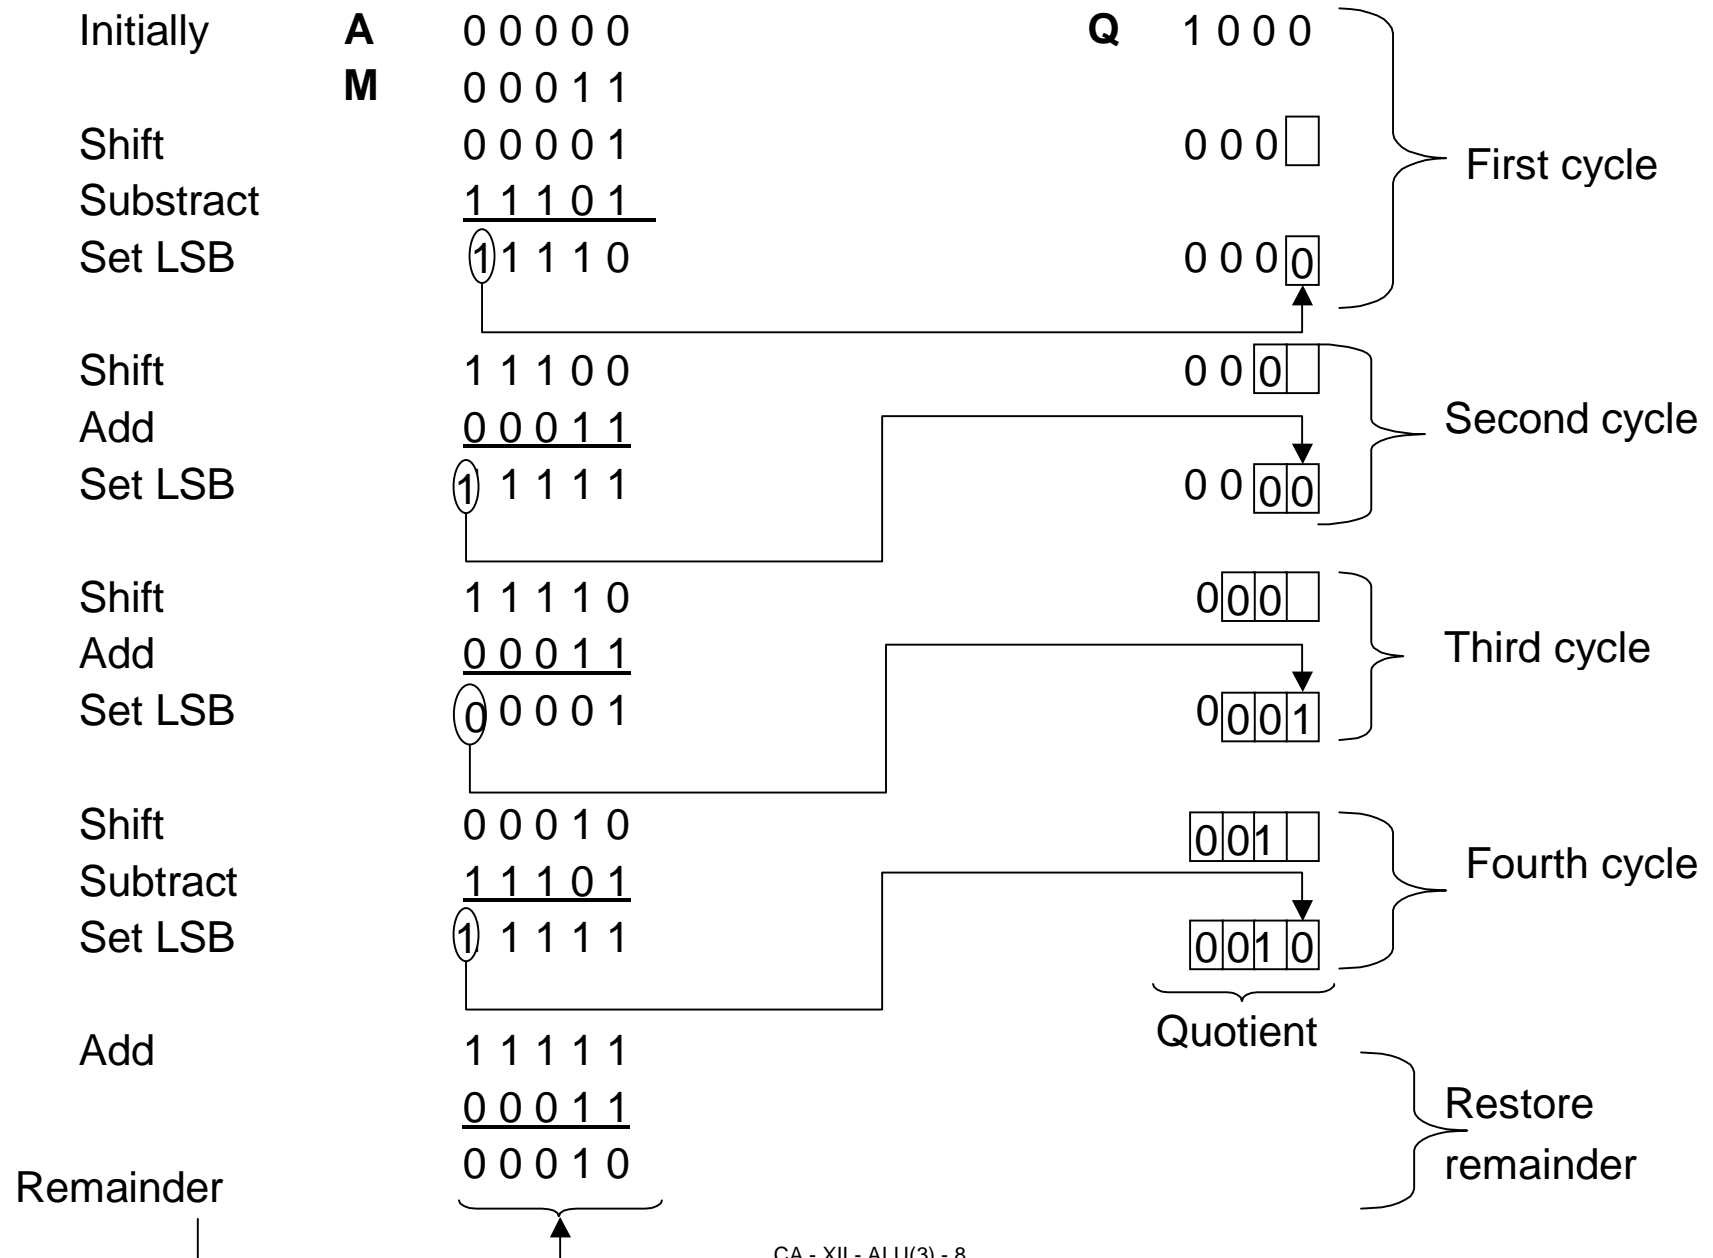 Initially A 0 0 0 0 0 Q 1 0 0 0
M 0 0 0 1 1
Shift 0 0 0 0 1 0 0 0
Substract 1 1 1 0 1
First cycle
Set LSB 1 1 1 1 0 0 0 0 0
Shift 1 1 1 0 0 0 0 0
Add 0 0 0 1 1
Second cycle
Set LSB 1 1 1 1 1 0 0 0 0
Shift 1 1 1 1 0 0 0 0
Add 0 0 0 1 1
Third cycle
Set LSB 0 0 0 0 1 0 0 0 1
Shift 0 0 0 1 0 0 0 1
Subtract 1 1 1 0 1
Fourth cycle
Set LSB 1 1 1 1 1 0 0 1 0
Quotient
Add 1 1 1 1 1
0 0 0 1 1
Restore
0 0 0 1 0
remainder
Remainder
CA - XII - ALU(3) - 8